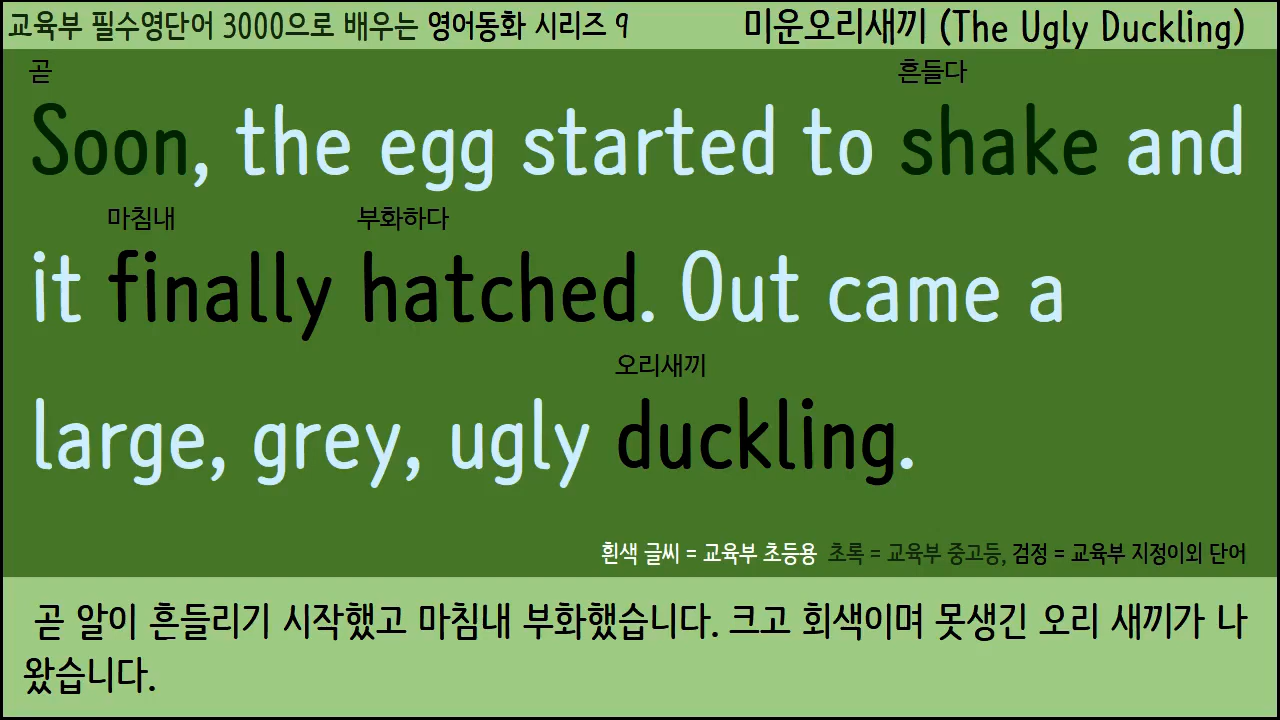 교육부 필수영단어 3000으로 배우는 영어동화 시리즈 9 미운오리새끼 (The Ugly Duckling)
곧 흔들다
Soon, the egg started to shake and
마침내 부화하다
it finally hatched. Out came a
오리새끼
large, grey, ugly duckling.
흰색 글씨 = 교육부 초등용 초록 = 교육부 중고등, 검정 = 교육부 지정이외 단어
곧 알이 흔들리기 시작했고 마침내 부화했습니다. 크고 회색이며 못생긴 오리 새끼가 나
왔습니다.